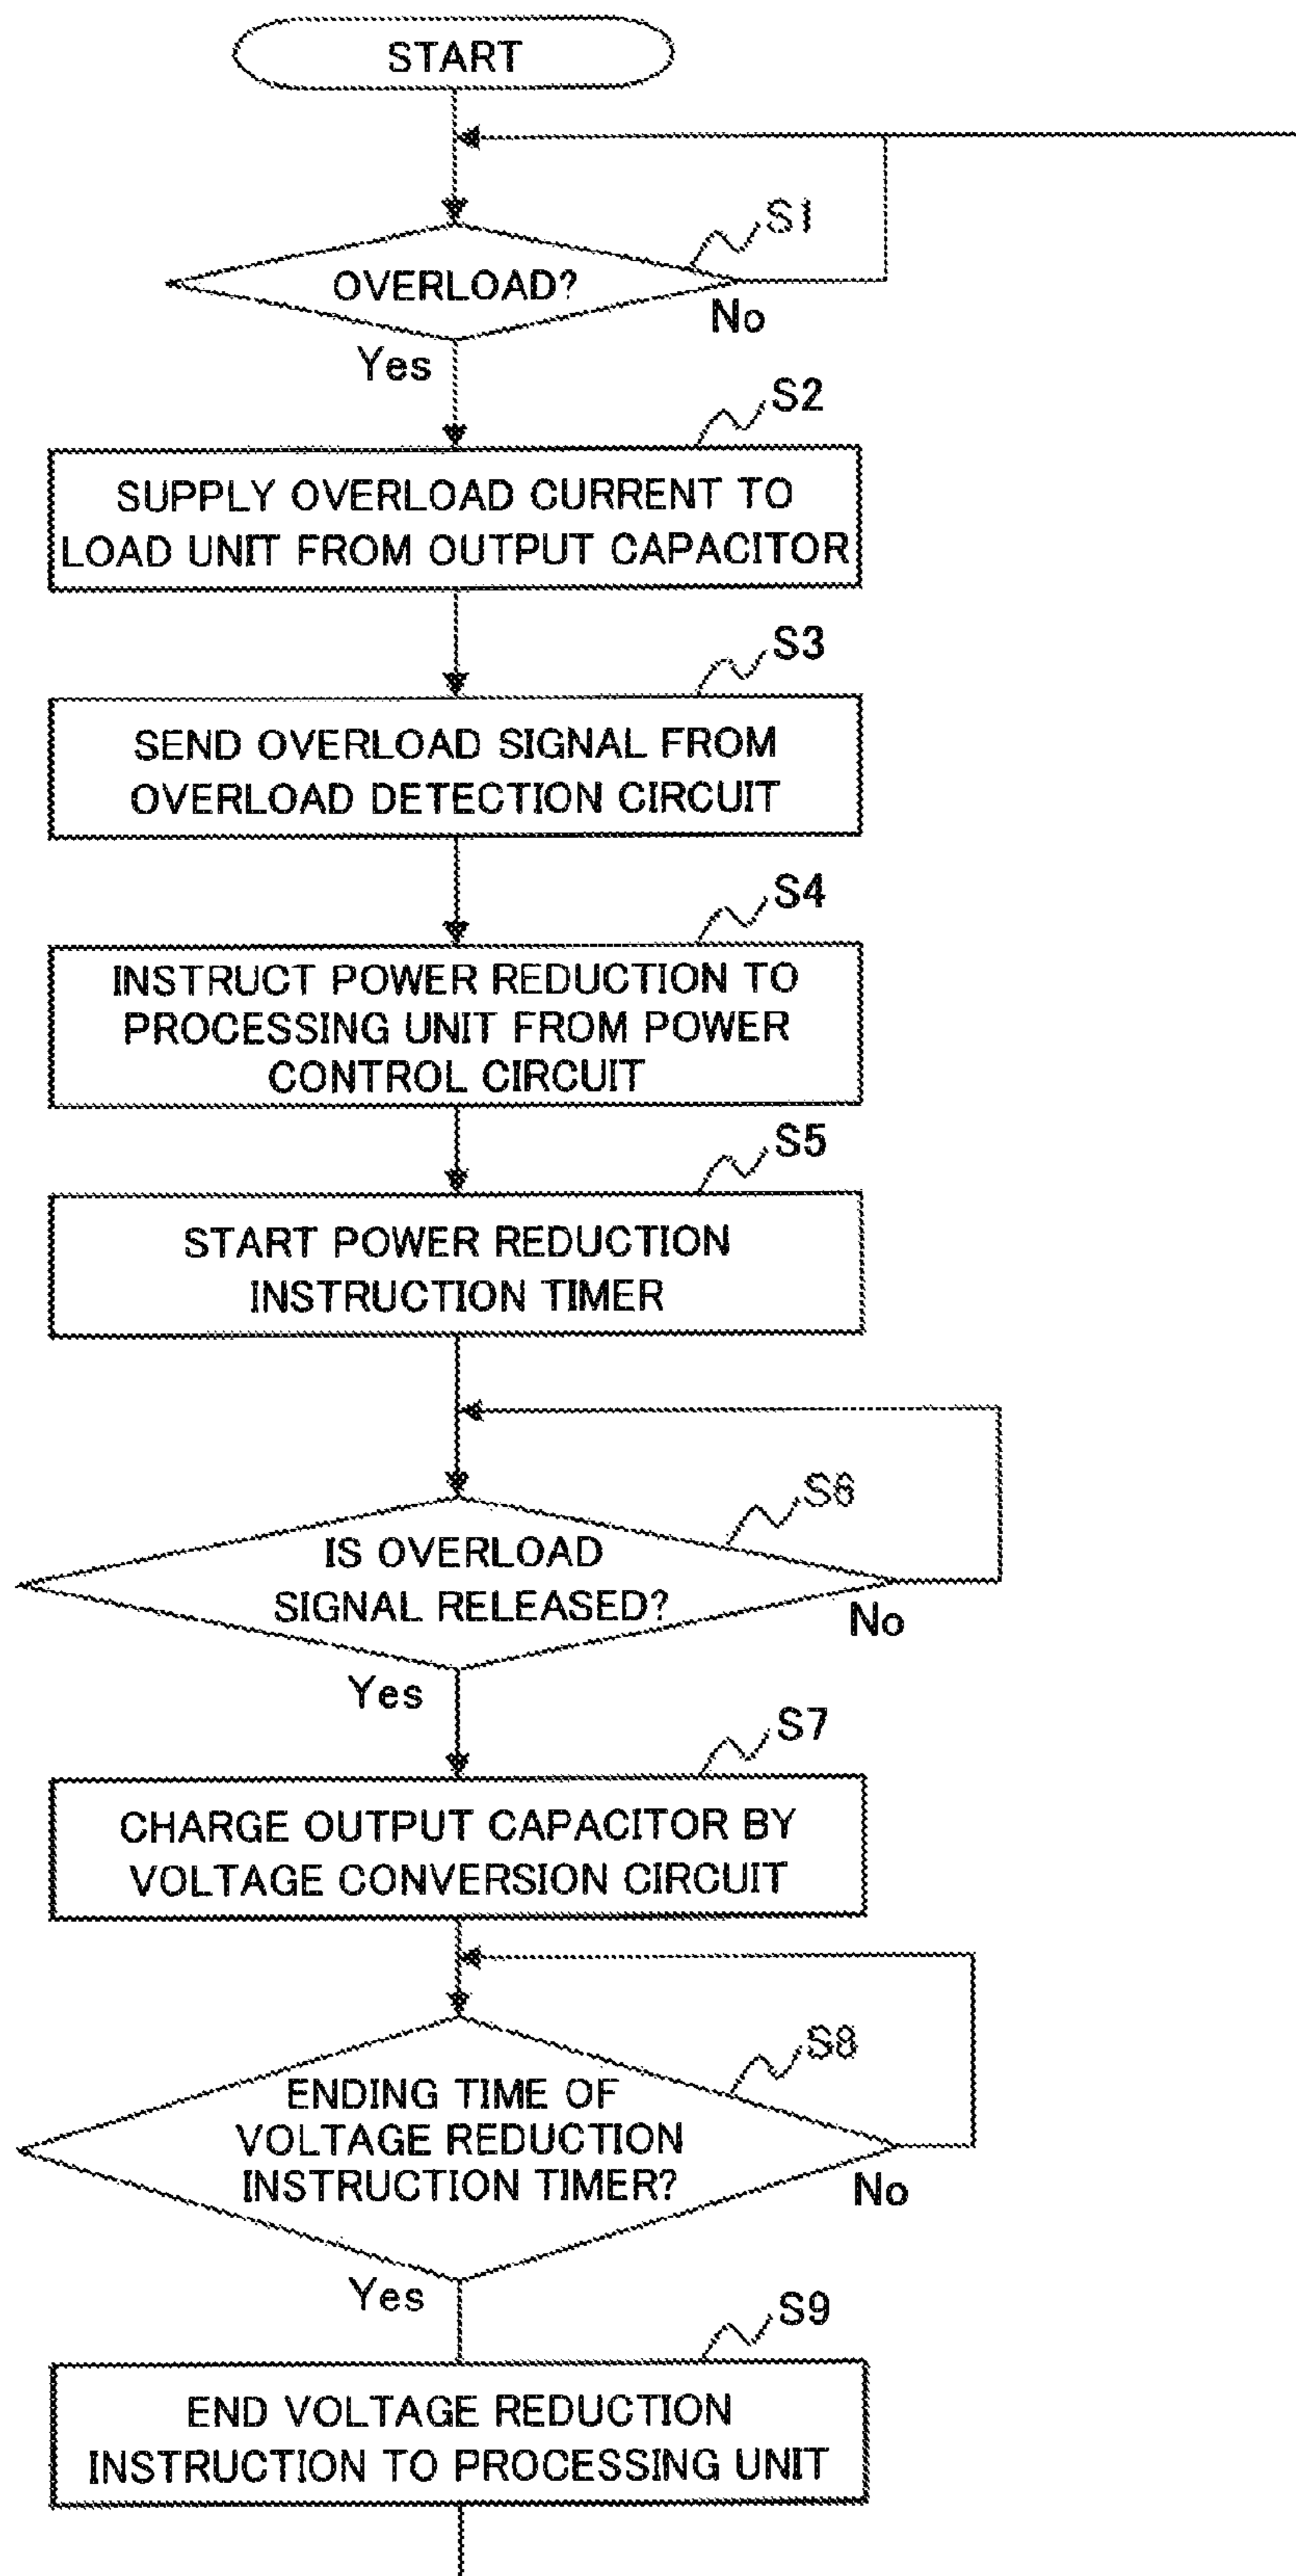 START
S1
OVERLOAD?
No
Yes
S2
SUPPLY OVERLOAD CURRENT TO
LOAD UNIT FROM OUTPUT CAPACITOR
S3
SEND OVERLOAD SIGNAL FROM
OVERLOAD DETECTION CIRCUIT
S4
INSTRUCT POWER REDUCTION TO
PROCESSING UNIT FROM POWER
CONTROL CIRCUIT
S5
START POWER REDUCTION
INSTRUCTION TIMER
S6
IS OVERLOAD
SIGNAL RELEASED?
No
Yes
S7
CHARGE OUTPUT CAPACITOR BY
VOLTAGE CONVERSION CIRCUIT
S8
ENDING TIME OF
VOLTAGE REDUCTION
INSTRUCTION TIMER?
No
Yes
S9
END VOLTAGE REDUCTION
INSTRUCTION TO PROCESSING UNIT